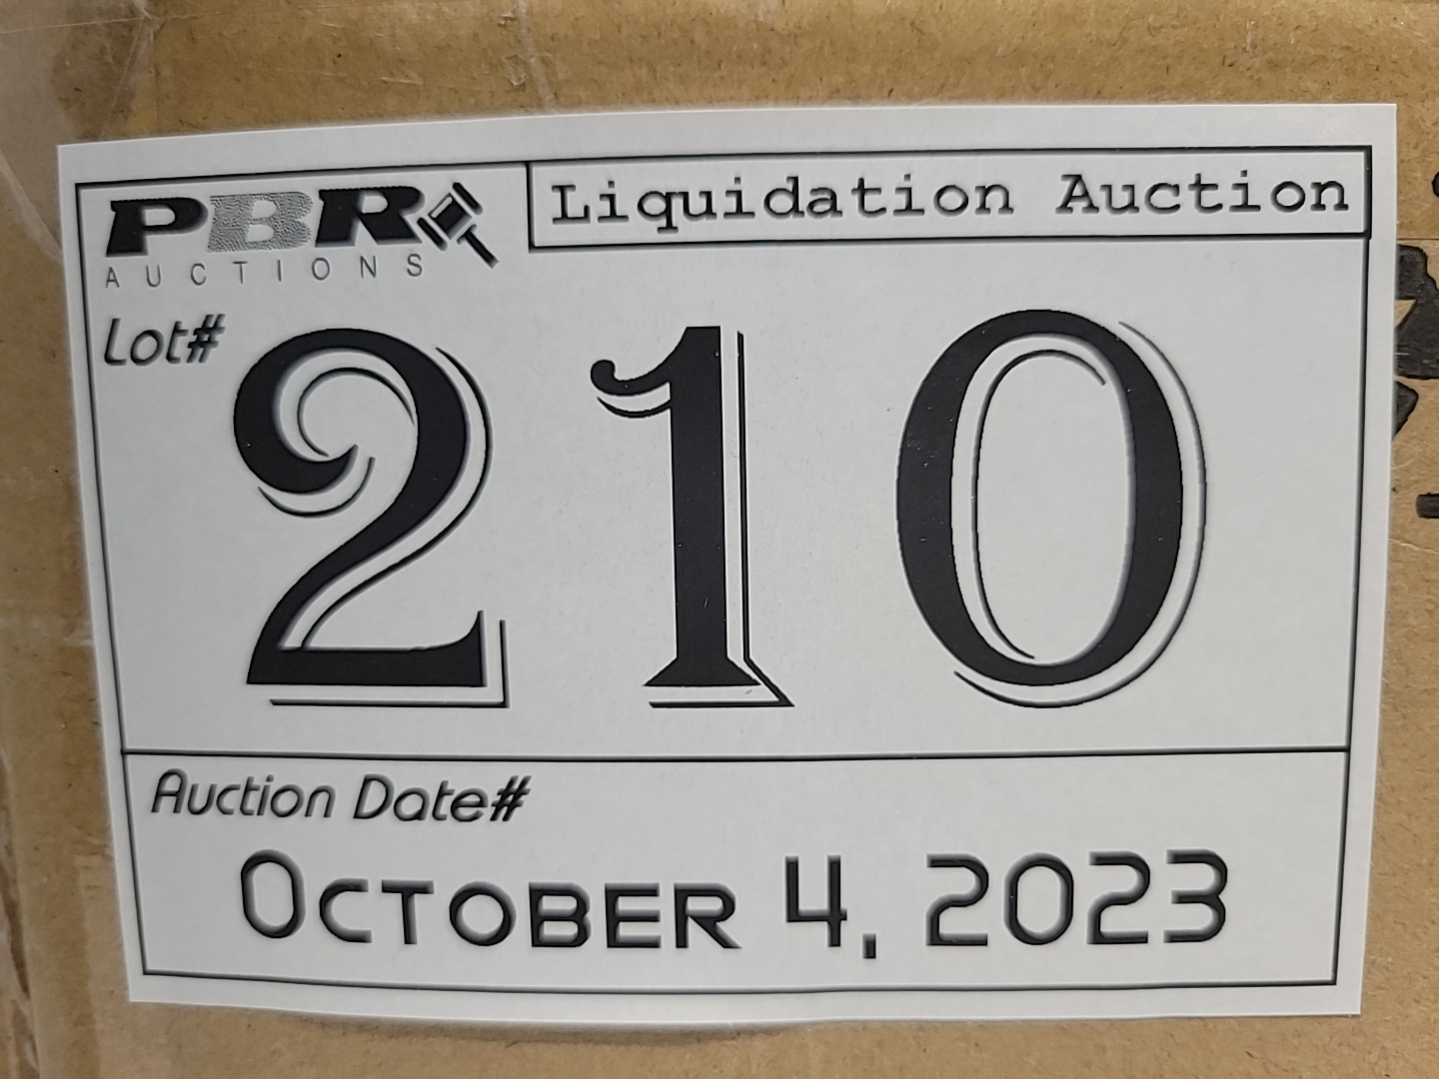 PBR
AUCTIONS
Liquidation Auction
Lot#
210
Auction Date#
October 4, 2023